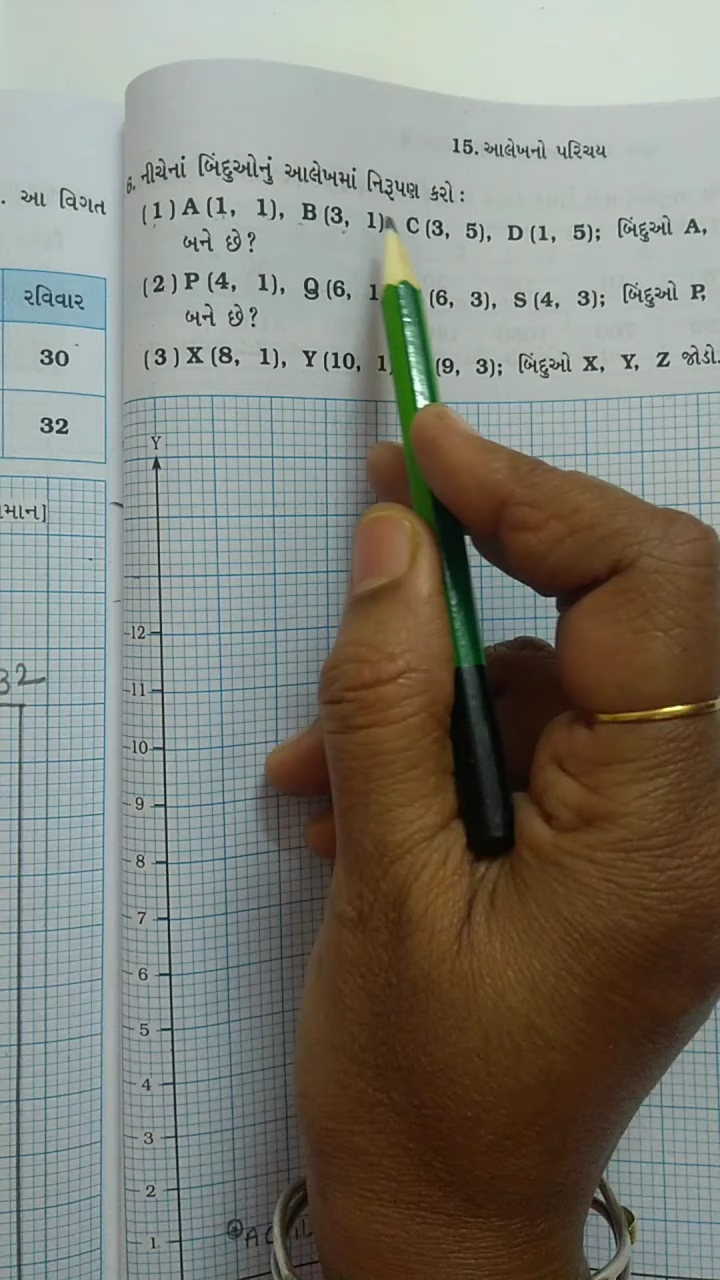 15. આલેખનો પરિચય
. આ વિગત
રવિવાર
30
32
માન]
32
6. નીચેનાં બિંદુઓનું આલેખમાં નિરૂપણ કરો :
(1) A (1, 1), B (3, 1), C (3, 5), D (1, 5); બિંદુઓ A,
બને છે?
(2) P (4, 1), Q (6, 1 (6, 3), S (4, 3); બિંદુઓ P,
બને છે?
(3) X (8, 1), Y (10, 1 (9, 3); બિંદુઓ X, Y, Z જોડો.
Y
12
11
10
9
8
7
6
5
4
3
2
1